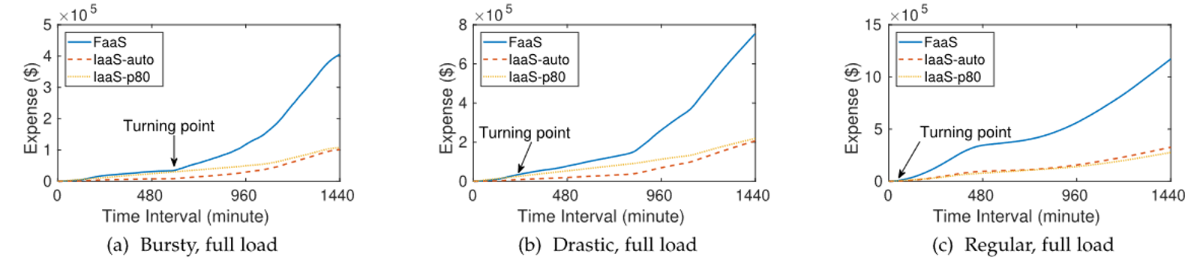 ×10⁵
5
4
3
2
1
0
Expense ($)
FaaS
IaaS-auto
IaaS-p80
Turning point
0 480 960 1440
Time Interval (minute)
(a) Bursty, full load
×10⁵
8
6
4
2
0
Expense ($)
FaaS
IaaS-auto
IaaS-p80
Turning point
0 480 960 1440
Time Interval (minute)
(b) Drastic, full load
×10⁵
15
10
5
0
Expense ($)
FaaS
IaaS-auto
IaaS-p80
Turning point
0 480 960 1440
Time Interval (minute)
(c) Regular, full load